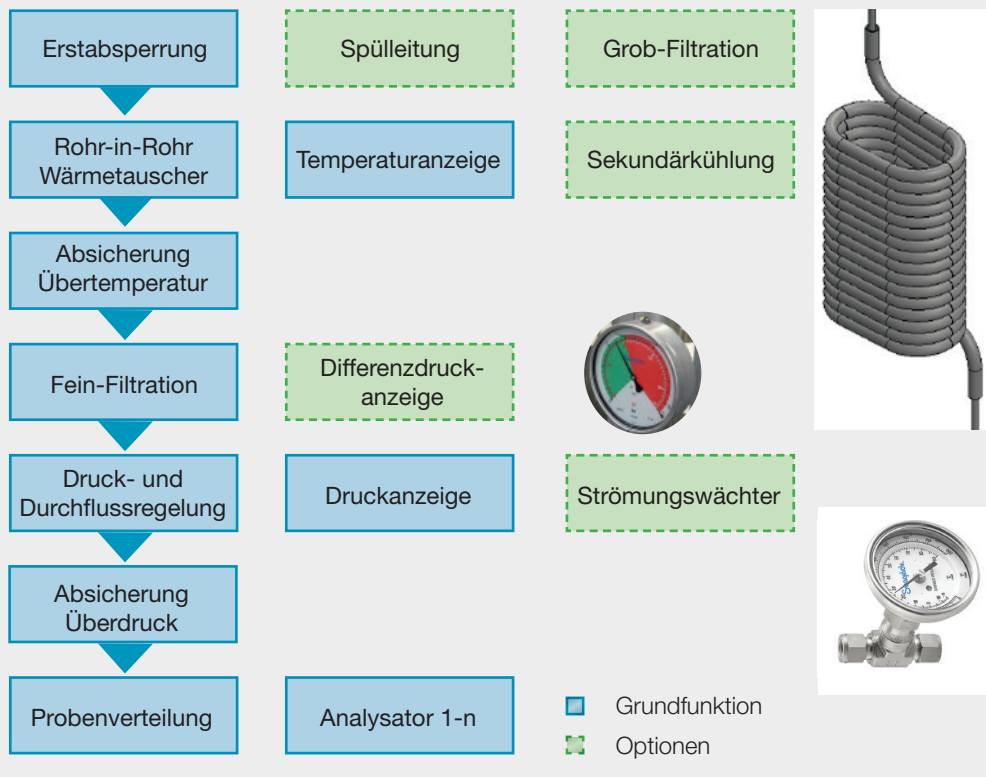 Erstabsperrung
Spülleitung
Grob-Filtration
Rohr-in-Rohr
Wärmetauscher
Temperaturanzeige
Sekundärkühlung
Absicherung
Übertemperatur
Fein-Filtration
Differenzdruck-
anzeige
Druck- und
Durchflussregelung
Druckanzeige
Strömungswächter
Absicherung
Überdruck
Swagelok
Probenverteilung
Analysator 1-n
Grundfunktion
Optionen